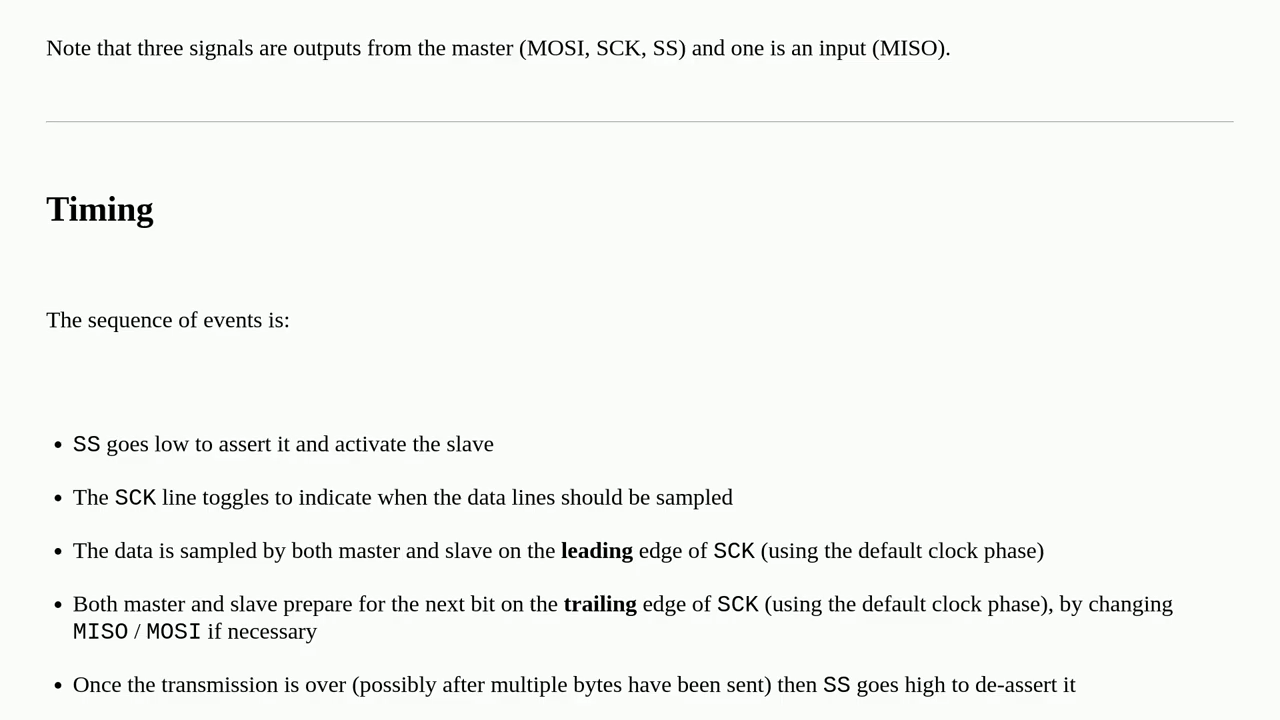 Note that three signals are outputs from the master (MOSI, SCK, SS) and one is an input (MISO).
Timing
The sequence of events is:
• SS goes low to assert it and activate the slave
• The SCK line toggles to indicate when the data lines should be sampled
• The data is sampled by both master and slave on the leading edge of SCK (using the default clock phase)
• Both master and slave prepare for the next bit on the trailing edge of SCK (using the default clock phase), by changing
MISO / MOSI if necessary
• Once the transmission is over (possibly after multiple bytes have been sent) then SS goes high to de-assert it